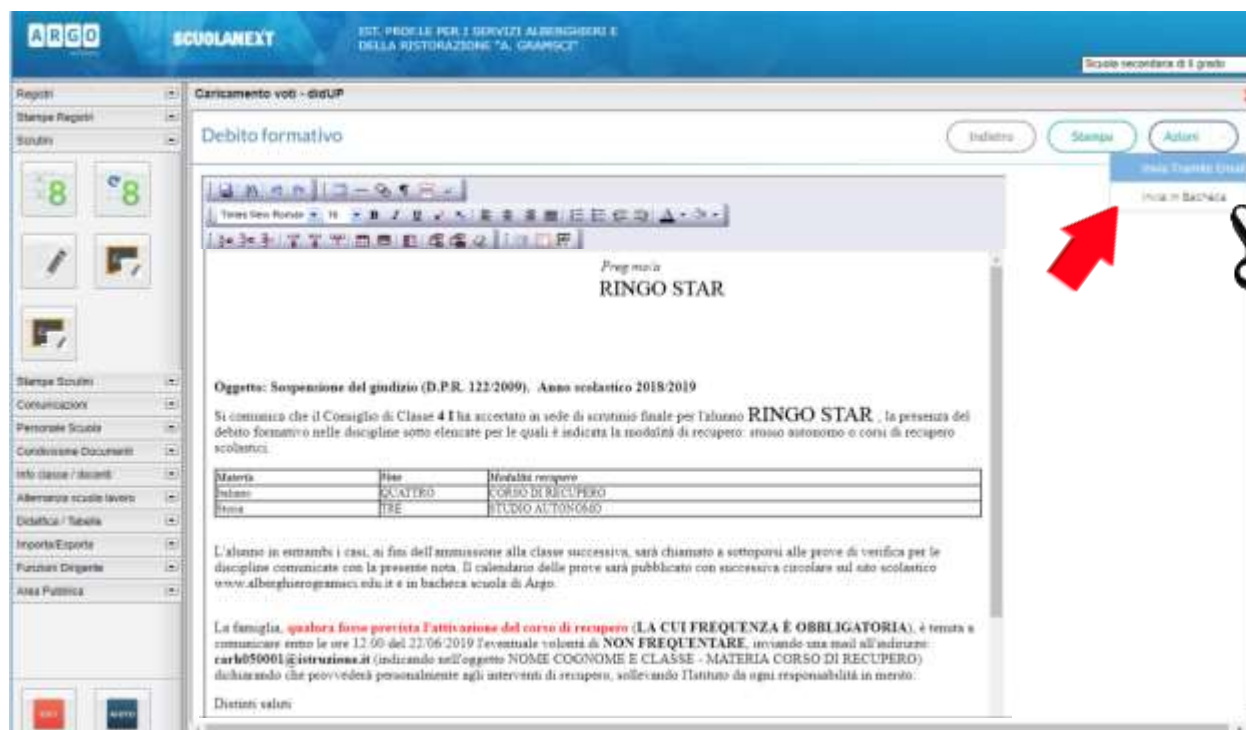 ARGO
SCUOLANEXT
IST. PROF.LE PER I SERVIZI ALBERGHIERI E
DELLA RISTORAZIONE "A. GRAMSCI"
Scuola secondaria di II grado
Registri
Caricamento voti - didUP
Stampe Registri
Scrutini
Debito formativo
Indietro
Stampa
Azioni
Invia Tramite Email
Invia in Bacheca
8
8
Times New Roman
16
Preg.mo/a
RINGO STAR
Oggetto: Sospensione del giudizio (D.P.R. 122/2009). Anno scolastico 2018/2019
Si comunica che il Consiglio di Classe 4 I ha accertato in sede di scrutinio finale per l'alunno RINGO STAR , la presenza del
debito formativo nelle discipline sotto elencate per le quali è indicata la modalità di recupero: studio autonomo o corsi di recupero
scolastici.
Materia Note Modalità recupero
Italiano QUATTRO CORSO DI RECUPERO
Storia TRE STUDIO AUTONOMO
L'alunno in entrambi i casi, ai fini dell'ammissione alla classe successiva, sarà chiamato a sottoporsi alle prove di verifica per le
discipline comunicate con la presente nota. Il calendario delle prove sarà pubblicato con successiva circolare sul sito scolastico
www.alberghierogramsci.edu.it e in bacheca scuola di Argo.
La famiglia, qualora fosse prevista l'attivazione del corso di recupero (LA CUI FREQUENZA È OBBLIGATORIA), è tenuta a
comunicare entro le ore 12.00 del 22/06/2019 l'eventuale volontà di NON FREQUENTARE, inviando una mail all'indirizzo:
carh050001@istruzione.it (indicando nell'oggetto NOME COGNOME E CLASSE - MATERIA CORSO DI RECUPERO)
dichiarando che provvederà personalmente agli interventi di recupero, sollevando l'Istituto da ogni responsabilità in merito.
Distinti saluti
Stampe Scrutini
Comunicazioni
Personale Scuola
Condivisione Documenti
Info classe / docenti
Alternanza scuola lavoro
Didattica / Tabelle
Importa/Esporta
Funzioni Dirigente
Area Pubblica